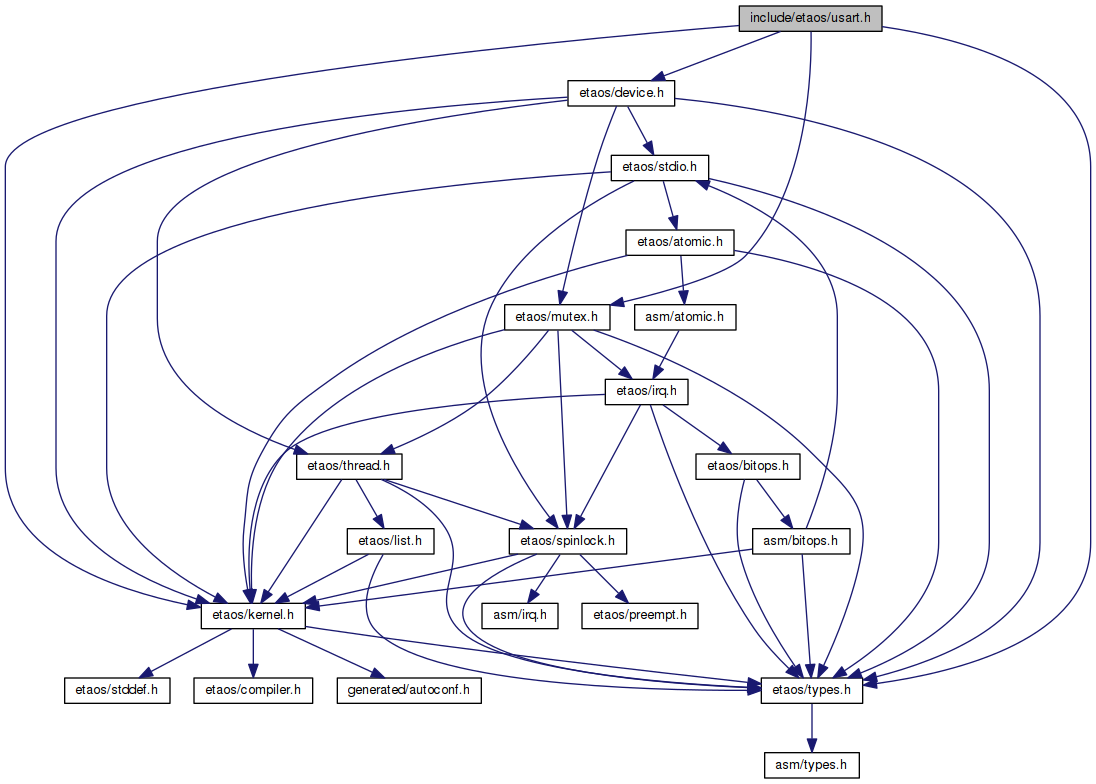 include/etaos/usart.h
etaos/device.h
etaos/stdio.h
etaos/atomic.h
etaos/mutex.h
asm/atomic.h
etaos/irq.h
etaos/thread.h
etaos/bitops.h
etaos/list.h
etaos/spinlock.h
asm/bitops.h
etaos/kernel.h
asm/irq.h
etaos/preempt.h
etaos/stddef.h
etaos/compiler.h
generated/autoconf.h
etaos/types.h
asm/types.h